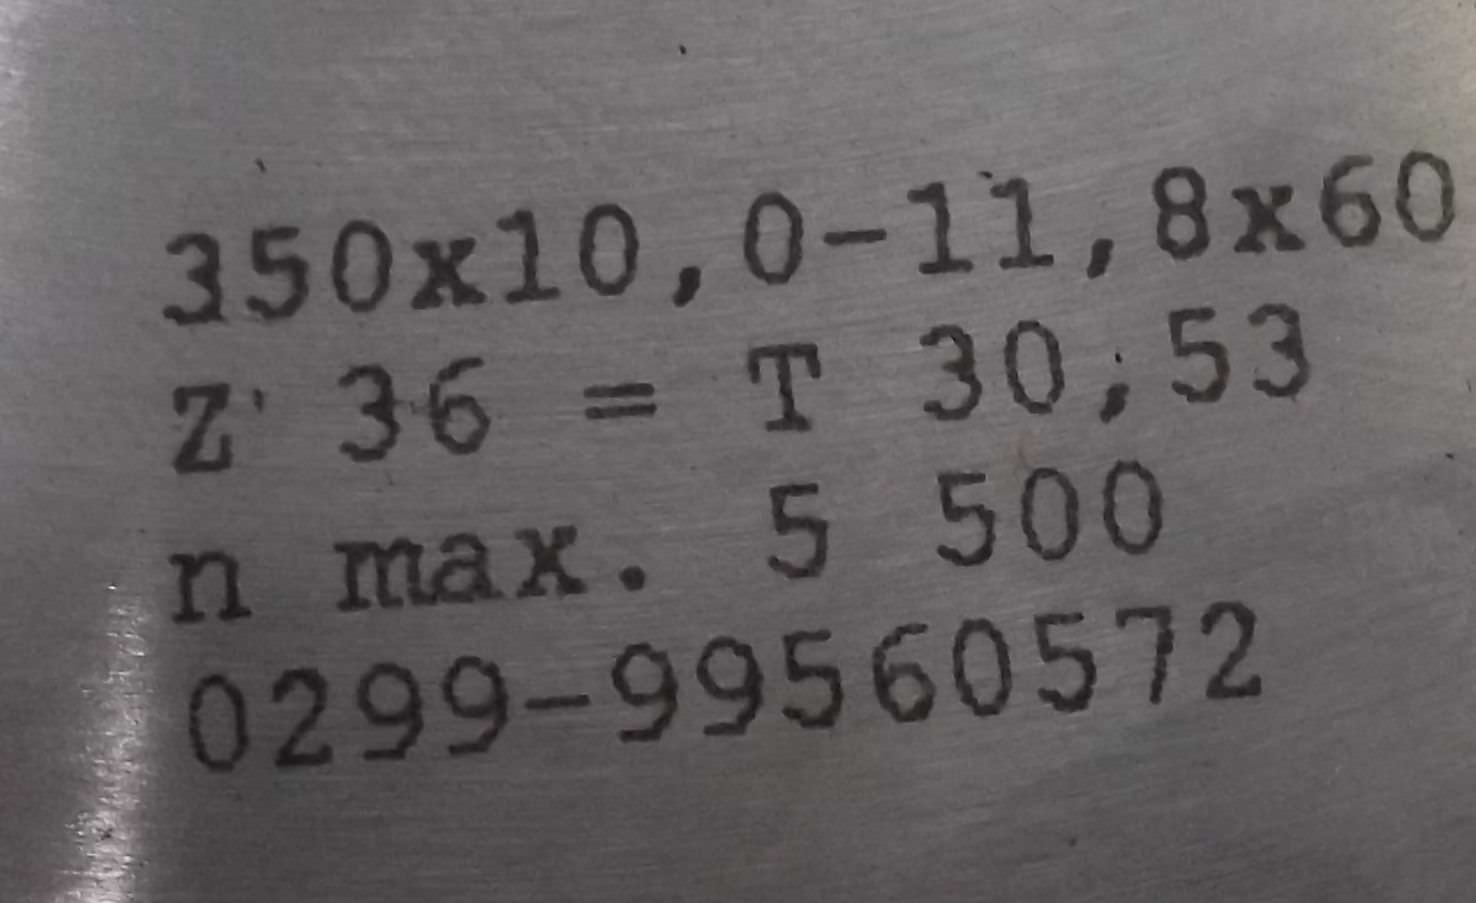 350x10,0-11,8x60
Z 36 = T 30,53
n max. 5 500
0299-99560572